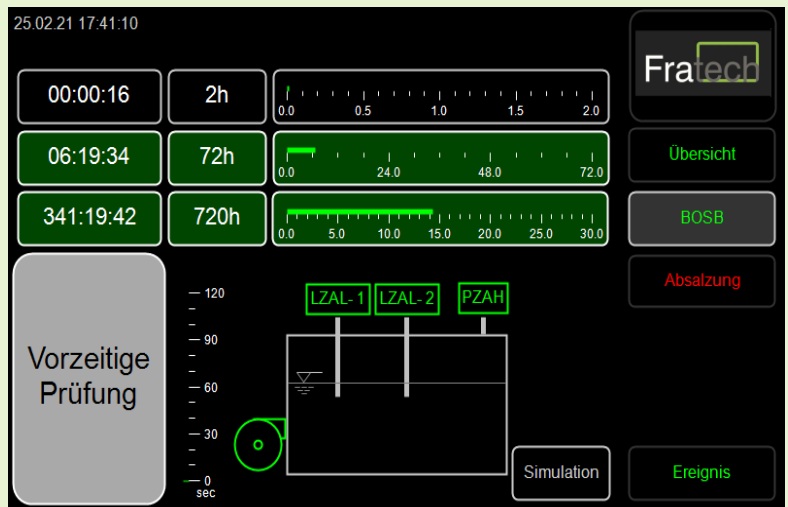 25.02.21 17:41:10
Fratech
00:00:16 2h
0.0 0.5 1.0 1.5 2.0
06:19:34 72h
0.0 24.0 48.0 72.0
Übersicht
341:19:42 720h
0.0 5.0 10.0 15.0 20.0 25.0 30.0
BOSB
Absalzung
Vorzeitige
Prüfung
120
90
60
30
0
sec
LZAL- 1 LZAL- 2 PZAH
Simulation
Ereignis